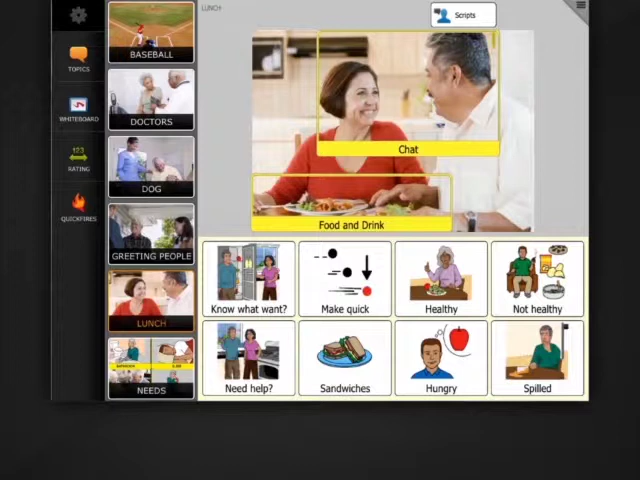 LUNCH
Scripts
TOPICS
WHITEBOARD
123
RATING
QUICKFIRES
BASEBALL
DOCTORS
DOG
GREETING PEOPLE
LUNCH
NEEDS
Chat
Food and Drink
Know what want?
Make quick
Healthy
Not healthy
Need help?
Sandwiches
Hungry
Spilled